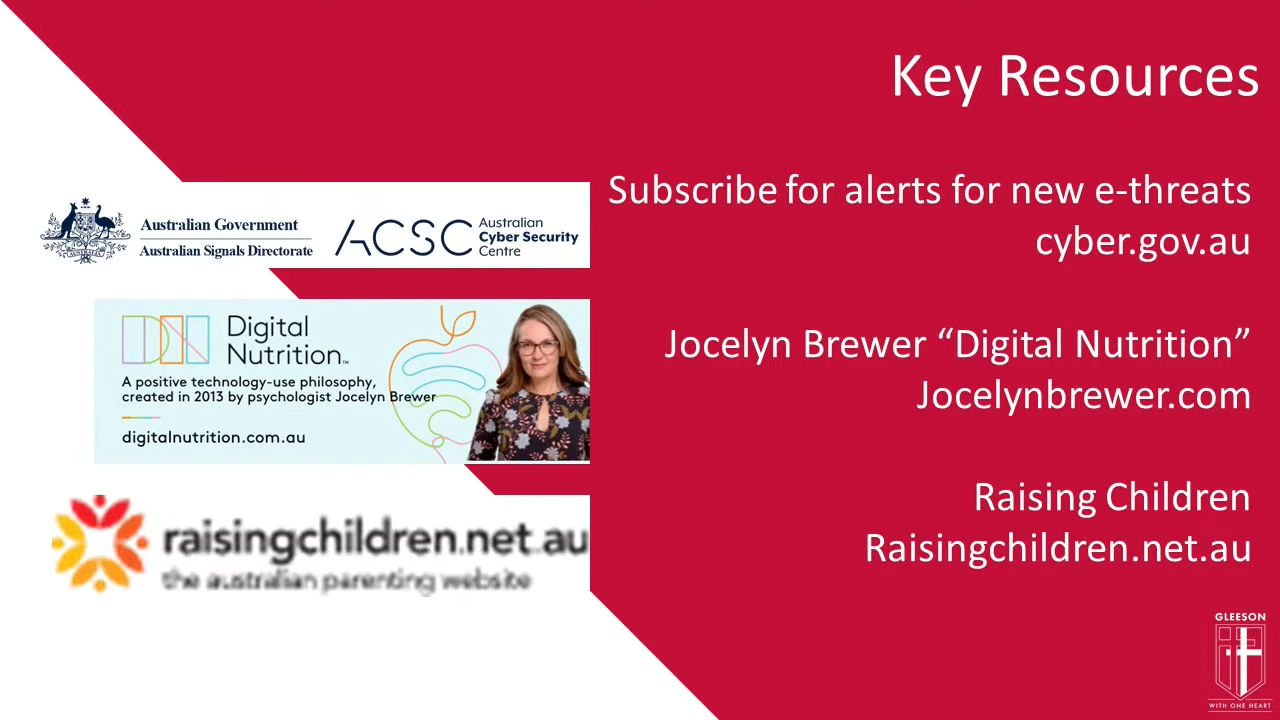 Key Resources
Subscribe for alerts for new e-threats
cyber.gov.au
Australian Government
Australian Signals Directorate
ACSC
Australian
Cyber Security
Centre
Jocelyn Brewer “Digital Nutrition”
Jocelynbrewer.com
Digital
Nutrition™
A positive technology-use philosophy,
created in 2013 by psychologist Jocelyn Brewer
digitalnutrition.com.au
Raising Children
Raisingchildren.net.au
raisingchildren.net.au
the australian parenting website
GLEESON
WITH ONE HEART